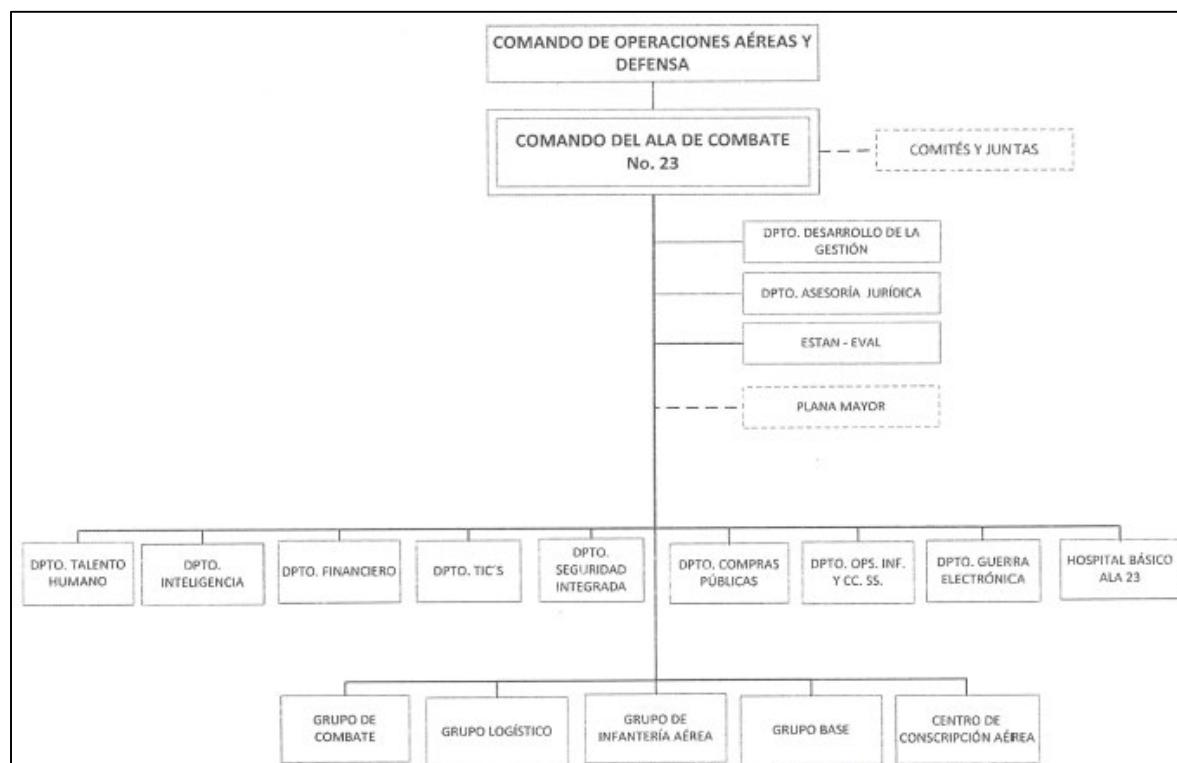 COMANDO DE OPERACIONES AÉREAS Y
DEFENSA
COMANDO DEL ALA DE COMBATE
No. 23
COMITÉS Y JUNTAS
DPTO. DESARROLLO DE LA
GESTIÓN
DPTO. ASESORÍA JURÍDICA
ESTAN - EVAL
PLANA MAYOR
DPTO. TALENTO
HUMANO
DPTO.
INTELIGENCIA
DPTO. FINANCIERO
DPTO. TIC´S
DPTO.
SEGURIDAD
INTEGRADA
DPTO. COMPRAS
PÚBLICAS
DPTO. OPS. INF.
Y CC. SS.
DPTO. GUERRA
ELECTRÓNICA
HOSPITAL BÁSICO
ALA 23
GRUPO DE
COMBATE
GRUPO LOGÍSTICO
GRUPO DE
INFANTERÍA AÉREA
GRUPO BASE
CENTRO DE
CONSCRIPCIÓN AÉREA